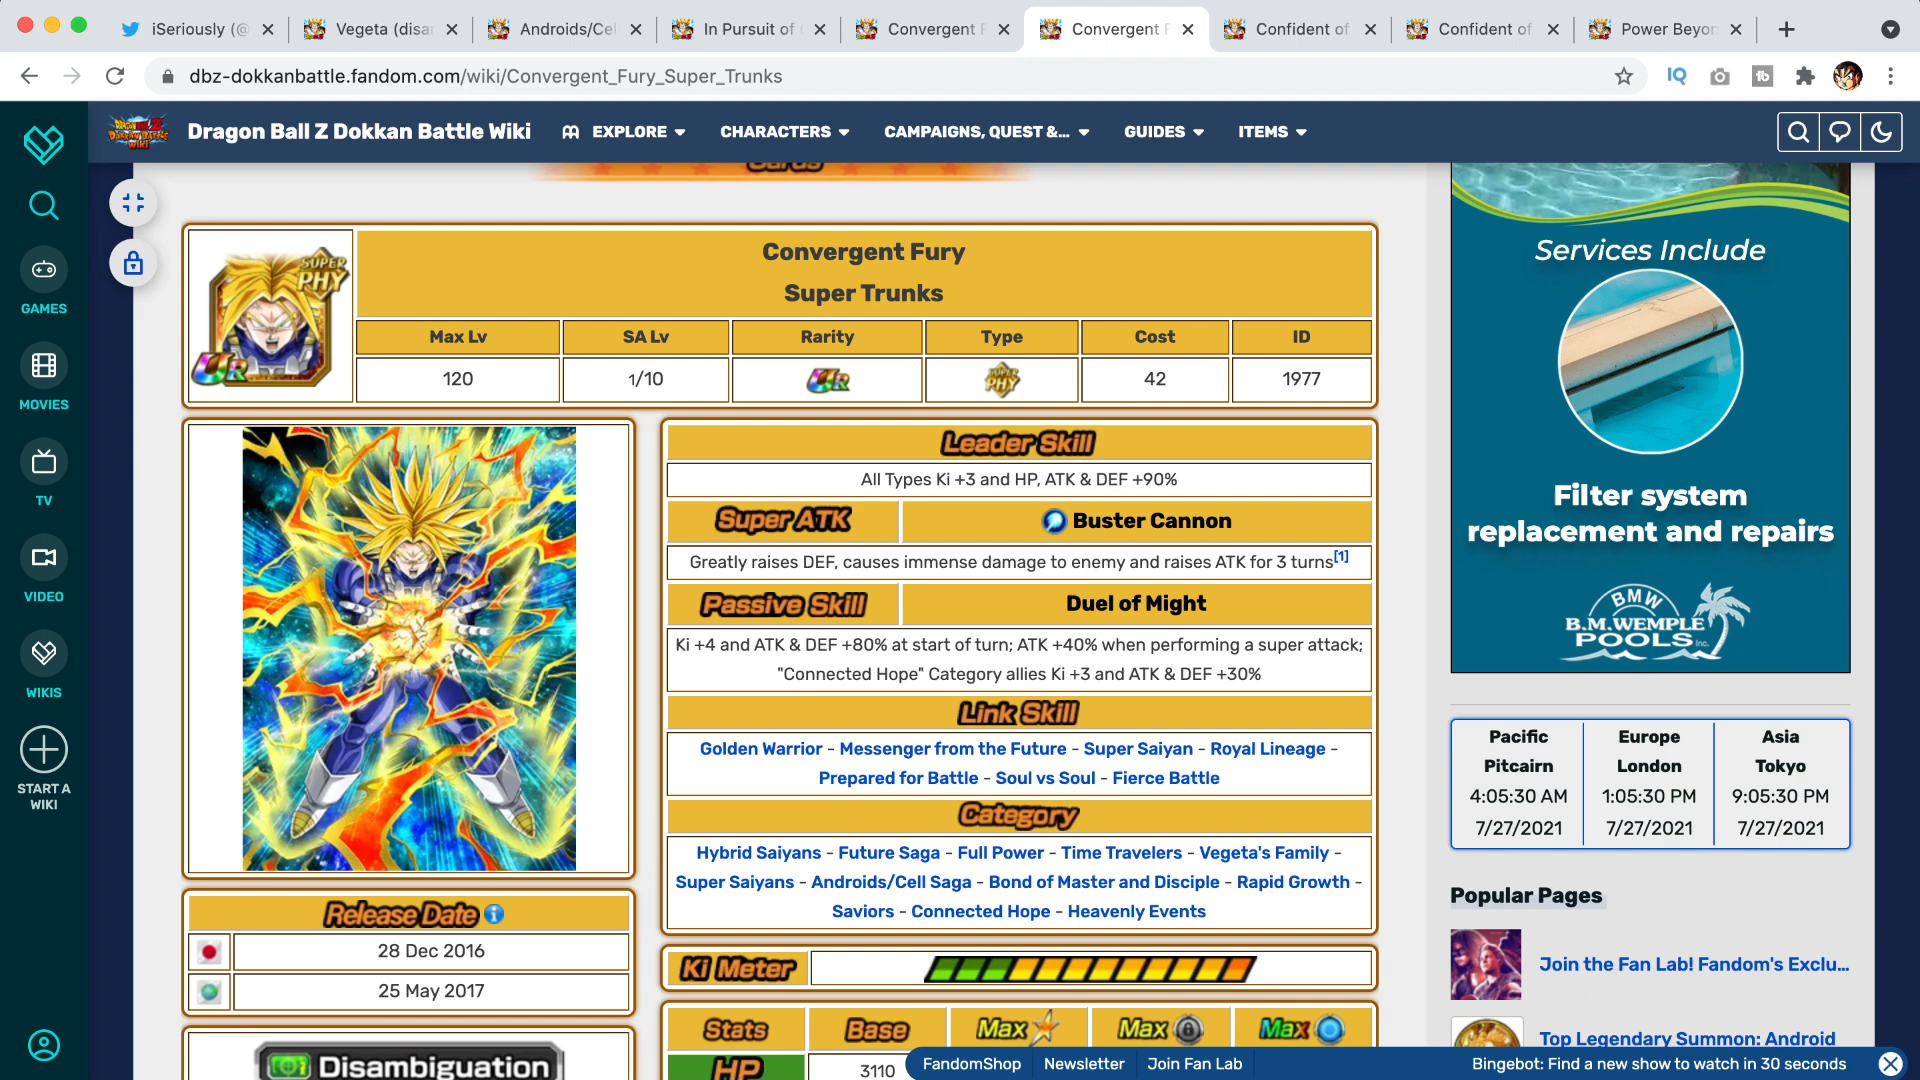 iSeriously (@
Vegeta (disa
Androids/Ce
In Pursuit of
Convergent F
Convergent F
Confident of
Confident of
Power Beyon
dbz-dokkanbattle.fandom.com/wiki/Convergent_Fury_Super_Trunks
IQ
tb
Dragon Ball Z Dokkan Battle Wiki
EXPLORE
CHARACTERS
CAMPAIGNS, QUEST &...
GUIDES
ITEMS
GAMES
MOVIES
TV
VIDEO
WIKIS
START A
WIKI
Cards
SUPER
PHY
UR
Convergent Fury
Super Trunks
Max Lv SA Lv Rarity Type Cost ID
120 1/10 UR SUPER PHY 42 1977
Leader Skill
All Types Ki +3 and HP, ATK & DEF +90%
Super ATK Buster Cannon
Greatly raises DEF, causes immense damage to enemy and raises ATK for 3 turns[1]
Passive Skill Duel of Might
Ki +4 and ATK & DEF +80% at start of turn; ATK +40% when performing a super attack;
"Connected Hope" Category allies Ki +3 and ATK & DEF +30%
Link Skill
Golden Warrior - Messenger from the Future - Super Saiyan - Royal Lineage -
Prepared for Battle - Soul vs Soul - Fierce Battle
Category
Hybrid Saiyans - Future Saga - Full Power - Time Travelers - Vegeta's Family -
Super Saiyans - Androids/Cell Saga - Bond of Master and Disciple - Rapid Growth -
Saviors - Connected Hope - Heavenly Events
Release Date
28 Dec 2016
25 May 2017
Disambiguation
Ki Meter
Stats Base Max Max Max
HP 3110
Services Include
Filter system
replacement and repairs
BMW
B.M.WEMPLE
POOLS Inc.
Pacific
Pitcairn
4:05:30 AM
7/27/2021
Europe
London
1:05:30 PM
7/27/2021
Asia
Tokyo
9:05:30 PM
7/27/2021
Popular Pages
Join the Fan Lab! Fandom's Exclu...
Top Legendary Summon: Android
FandomShop Newsletter Join Fan Lab
Bingebot: Find a new show to watch in 30 seconds